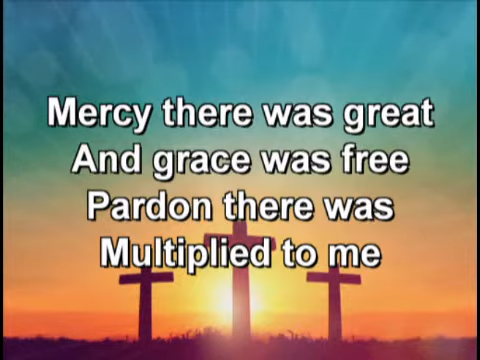 Mercy there was great
And grace was free
Pardon there was
Multiplied to me